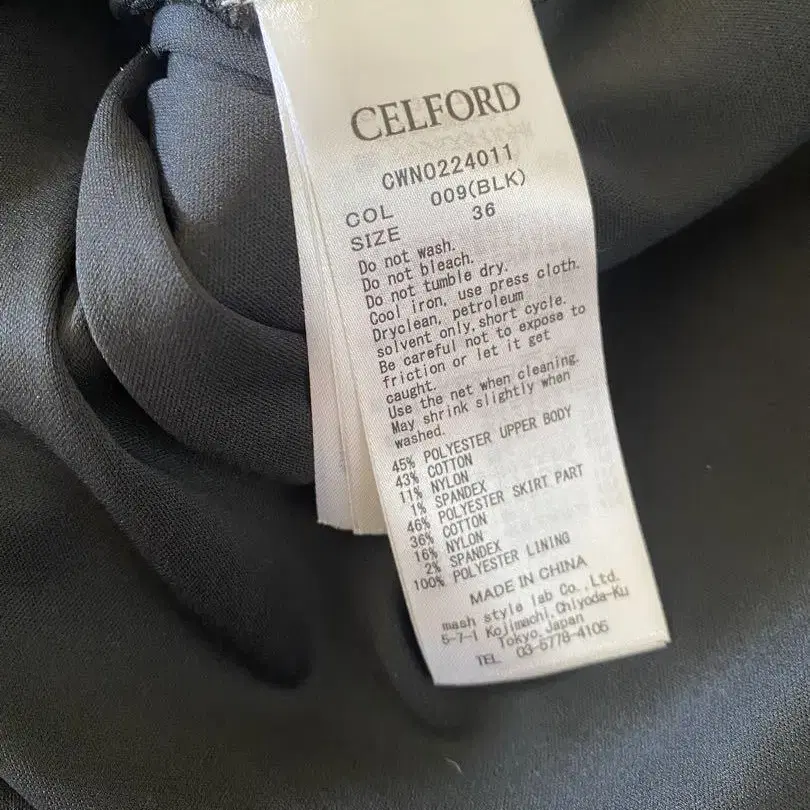 CELFORD
CWNO224011
COL 009(BLK)
SIZE 36
Do not wash.
Do not bleach.
Do not tumble dry.
Cool iron, use press cloth.
Dryclean, petroleum
solvent only, short cycle.
Be careful not to expose to
friction or let it get
caught.
Use the net when cleaning.
May shrink slightly when
washed.
45% POLYESTER UPPER BODY
43% COTTON
11% NYLON
1% SPANDEX
46% POLYESTER SKIRT PART
36% COTTON
16% NYLON
2% SPANDEX
100% POLYESTER LINING
MADE IN CHINA
mash style lab Co.,Ltd.
5-7-1 Kojimachi,Chiyoda-Ku
Tokyo,Japan
TEL 03-5778-4106